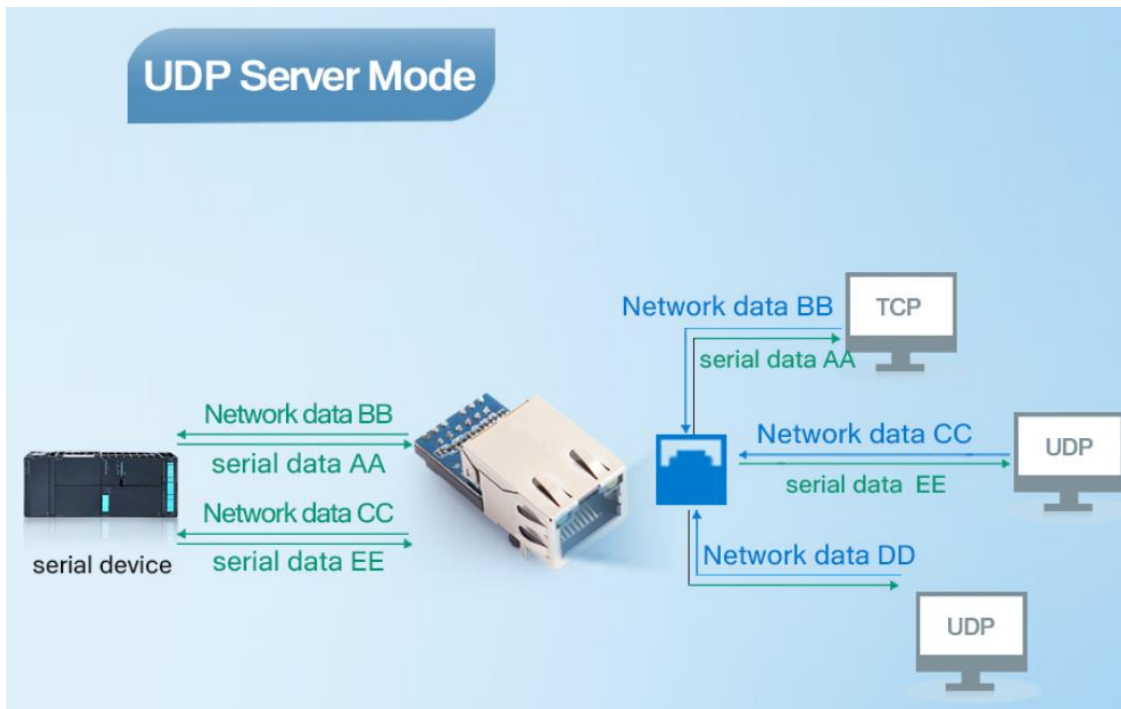 UDP Server Mode
Network data BB
TCP
serial data AA
Network data BB
serial data AA
Network data CC
UDP
serial data EE
Network data CC
serial data EE
serial device
Network data DD
UDP